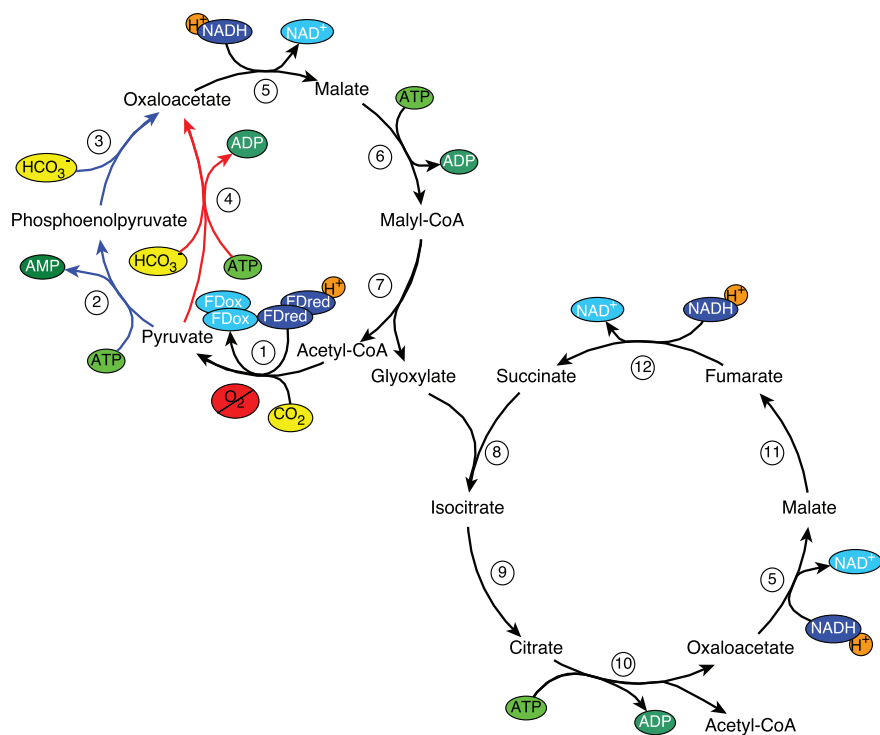 H+
NADH
NAD+
5
Oxaloacetate
Malate
ATP
3
ADP
6
ADP
HCO3-
4
Phosphoenolpyruvate
Malyl-CoA
HCO3-
ATP
AMP
2
7
H+
FDox
FDred
FDox
FDred
NAD+
NADH
H+
Pyruvate
1
Acetyl-CoA
ATP
12
Glyoxylate
Succinate
Fumarate
O2
CO2
8
11
Isocitrate
Malate
9
5
NAD+
NADH
H+
Citrate
10
Oxaloacetate
ATP
ADP
Acetyl-CoA